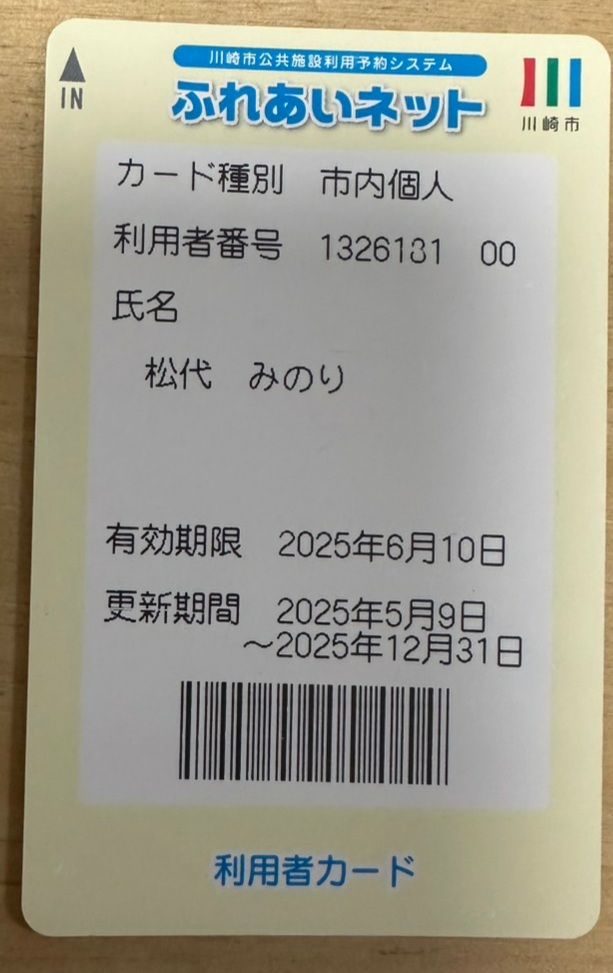 IN
川崎市公共施設利用予約システム
ふれあいネット
川崎市
カード種別 市内個人
利用者番号 1326131 00
氏名
松代 みのり
有効期限 2025年6月10日
更新期間 2025年5月9日
～2025年12月31日
利用者カード